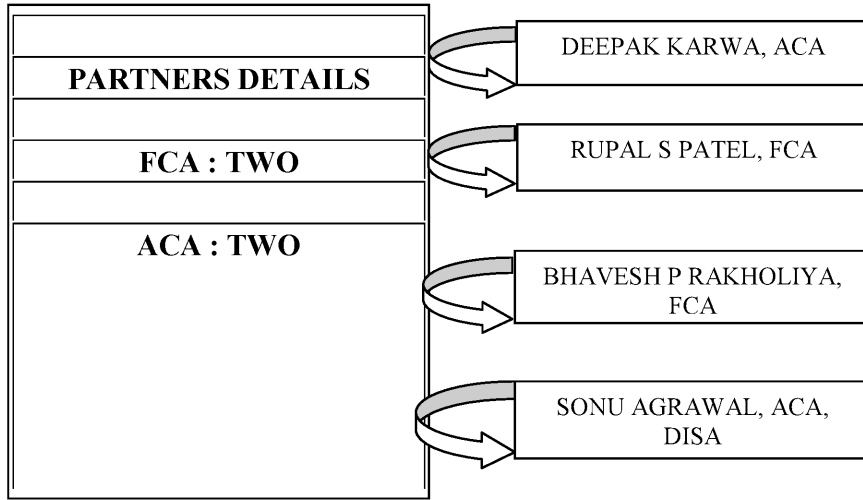 PARTNERS DETAILS
FCA : TWO
ACA : TWO
DEEPAK KARWA, ACA
RUPAL S PATEL, FCA
BHAVESH P RAKHOLIYA,
FCA
SONU AGRAWAL, ACA,
DISA